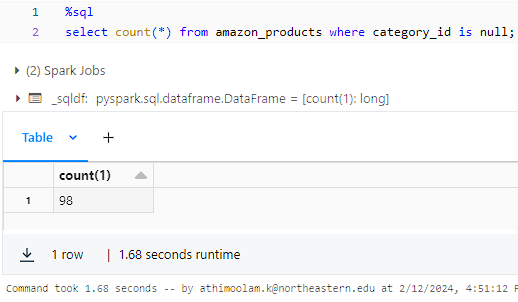 1 %sql
2 select count(*) from amazon_products where category_id is null;
(2) Spark Jobs
_sqldf: pyspark.sql.dataframe.DataFrame = [count(1): long]
Table +
count(1)
1 98
1 row | 1.68 seconds runtime
Command took 1.68 seconds -- by athimoolam.k@northeastern.edu at 2/12/2024, 4:51:12